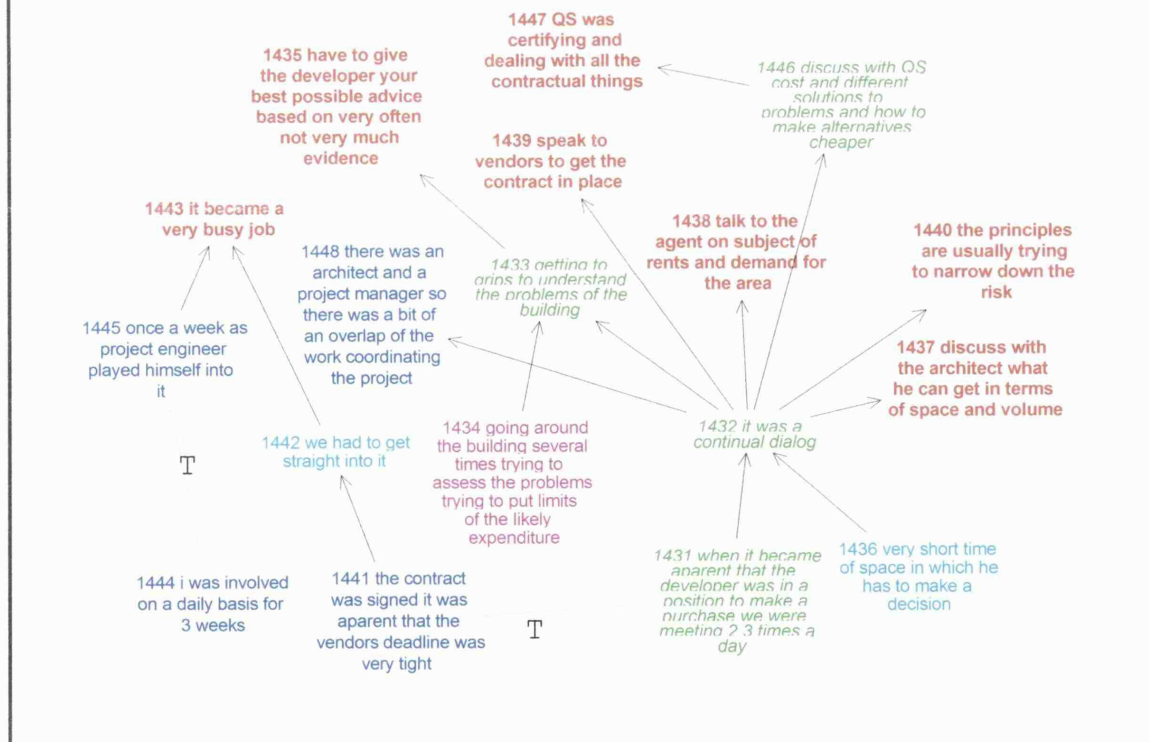 1447 QS was
certifying and
dealing with all the
contractual things
1435 have to give
the developer your
best possible advice
based on very often
not very much
evidence
1446 discuss with QS
cost and different
solutions to
problems and how to
make alternatives
cheaper
1439 speak to
vendors to get the
contract in place
1443 it became a
very busy job
1438 talk to the
agent on subject of
rents and demand for
the area
1440 the principles
are usually trying
to narrow down the
risk
1448 there was an
architect and a
project manager so
there was a bit of
an overlap of the
work coordinating
the project
1433 getting to
grips to understand
the problems of the
building
1445 once a week as
project engineer
played himself into
it
1437 discuss with
the architect what
he can get in terms
of space and volume
1442 we had to get
straight into it
1434 going around
the building several
times trying to
assess the problems
trying to put limits
of the likely
expenditure
1432 it was a
continual dialog
T
1444 i was involved
on a daily basis for
3 weeks
1441 the contract
was signed it was
aparent that the
vendors deadline was
very tight
T
1431 when it became
aparent that the
developer was in a
position to make a
purchase we were
meeting 2 3 times a
day
1436 very short time
of space in which he
has to make a
decision